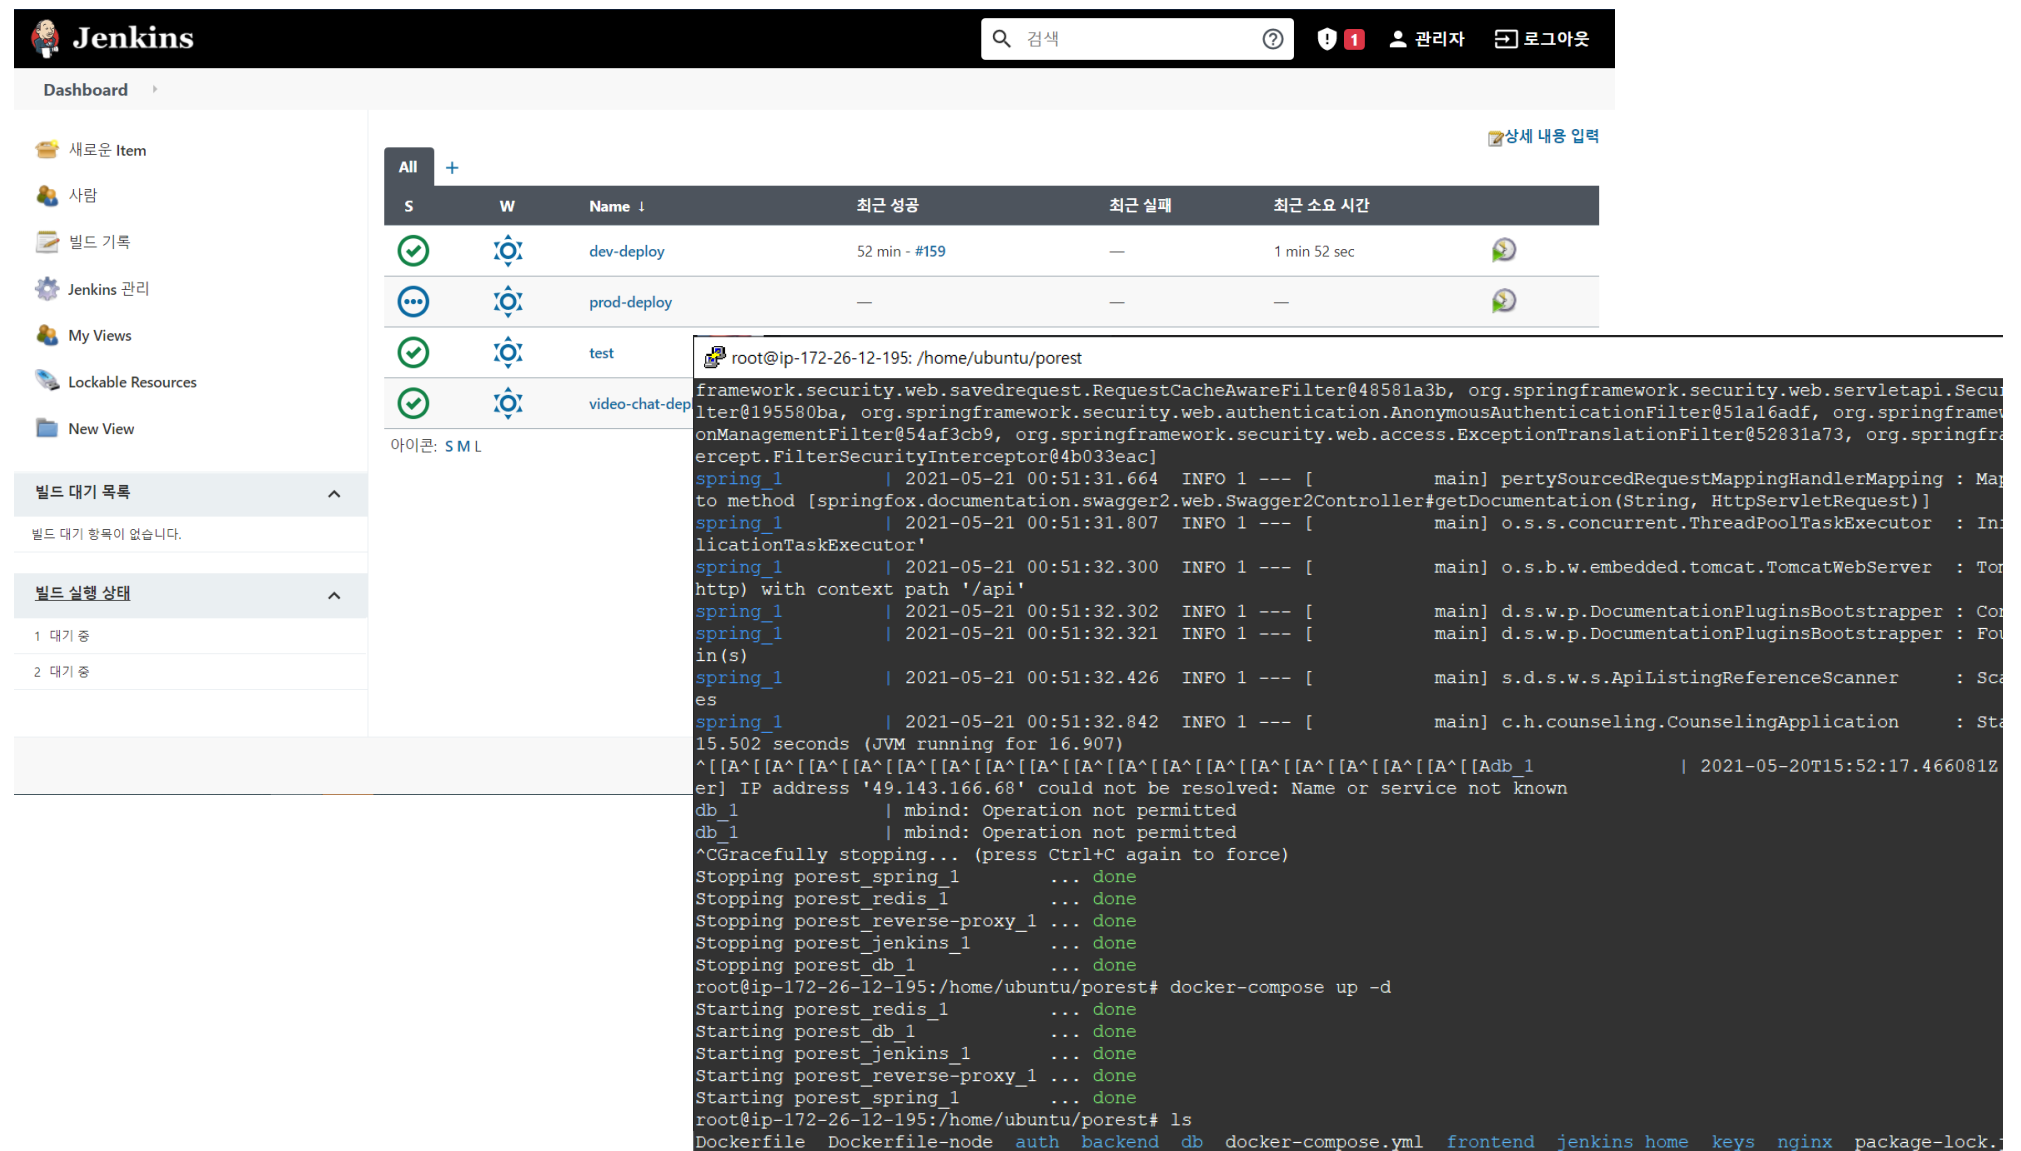 Jenkins
검색
1
관리자
로그아웃
Dashboard
새로운 Item
사람
빌드 기록
Jenkins 관리
My Views
Lockable Resources
New View
빌드 대기 목록
빌드 대기 항목이 없습니다.
빌드 실행 상태
1 대기 중
2 대기 중
상세 내용 입력
All +
S W Name ↓ 최근 성공 최근 실패 최근 소요 시간
dev-deploy 52 min - #159 — 1 min 52 sec
prod-deploy — — —
test
video-chat-dep
아이콘: S M L
root@ip-172-26-12-195: /home/ubuntu/porest
framework.security.web.savedrequest.RequestCacheAwareFilter@48581a3b, org.springframework.security.web.servletapi.Secur
lter@195580ba, org.springframework.security.web.authentication.AnonymousAuthenticationFilter@51a16adf, org.springframew
onManagementFilter@54af3cb9, org.springframework.security.web.access.ExceptionTranslationFilter@52831a73, org.springfra
ercept.FilterSecurityInterceptor@4b033eac]
spring_1 | 2021-05-21 00:51:31.664 INFO 1 --- [ main] pertySourcedRequestMappingHandlerMapping : Map
to method [springfox.documentation.swagger2.web.Swagger2Controller#getDocumentation(String, HttpServletRequest)]
spring_1 | 2021-05-21 00:51:31.807 INFO 1 --- [ main] o.s.s.concurrent.ThreadPoolTaskExecutor : Ini
licationTaskExecutor'
spring_1 | 2021-05-21 00:51:32.300 INFO 1 --- [ main] o.s.b.w.embedded.tomcat.TomcatWebServer : Tom
http) with context path '/api'
spring_1 | 2021-05-21 00:51:32.302 INFO 1 --- [ main] d.s.w.p.DocumentationPluginsBootstrapper : Con
spring_1 | 2021-05-21 00:51:32.321 INFO 1 --- [ main] d.s.w.p.DocumentationPluginsBootstrapper : Fou
in(s)
spring_1 | 2021-05-21 00:51:32.426 INFO 1 --- [ main] s.d.s.w.s.ApiListingReferenceScanner : Sca
es
spring_1 | 2021-05-21 00:51:32.842 INFO 1 --- [ main] c.h.counseling.CounselingApplication : Sta
15.502 seconds (JVM running for 16.907)
^[[A^[[A^[[A^[[A^[[A^[[A^[[A^[[A^[[A^[[A^[[A^[[A^[[A^[[A^[[A^[[A^[[A^[[Adb_1 | 2021-05-20T15:52:17.466081Z
er] IP address '49.143.166.68' could not be resolved: Name or service not known
db_1 | mbind: Operation not permitted
db_1 | mbind: Operation not permitted
^CGracefully stopping... (press Ctrl+C again to force)
Stopping porest_spring_1 ... done
Stopping porest_redis_1 ... done
Stopping porest_reverse-proxy_1 ... done
Stopping porest_jenkins_1 ... done
Stopping porest_db_1 ... done
root@ip-172-26-12-195:/home/ubuntu/porest# docker-compose up -d
Starting porest_redis_1 ... done
Starting porest_db_1 ... done
Starting porest_jenkins_1 ... done
Starting porest_reverse-proxy_1 ... done
Starting porest_spring_1 ... done
root@ip-172-26-12-195:/home/ubuntu/porest# ls
Dockerfile Dockerfile-node auth backend db docker-compose.yml frontend jenkins_home keys nginx package-lock.